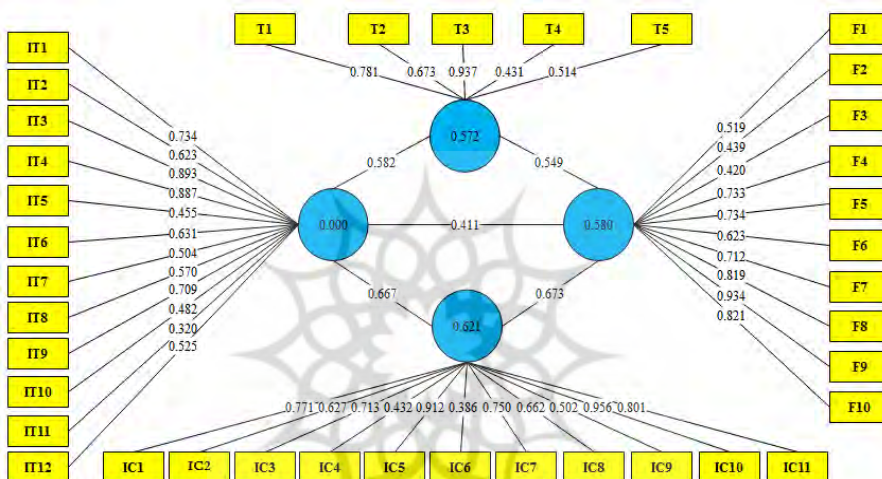 T1 T2 T3 T4 T5
0.781 0.673 0.937 0.431 0.514
IT1
IT2
IT3
IT4
IT5
IT6
IT7
IT8
IT9
IT10
IT11
IT12
0.734
0.623
0.893
0.887
0.455
0.631
0.504
0.570
0.709
0.482
0.320
0.525
0.572
0.582 0.549
0.000 0.411 0.580
0.667 0.673
0.621
0.519
0.439
0.420
0.733
0.734
0.623
0.712
0.819
0.934
0.821
F1
F2
F3
F4
F5
F6
F7
F8
F9
F10
0.771 0.627 0.713 0.432 0.912 0.386 0.750 0.662 0.502 0.956 0.801
IC1 IC2 IC3 IC4 IC5 IC6 IC7 IC8 IC9 IC10 IC11